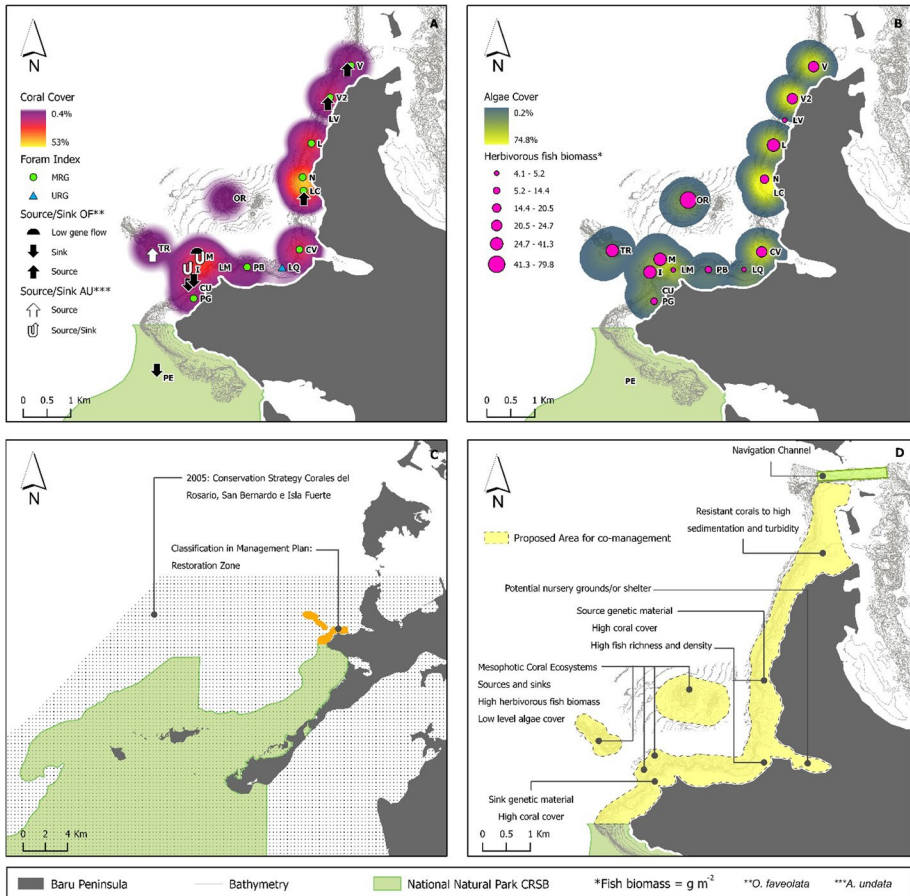 A
N
Coral Cover
0.4%
53%
Foram Index
MRG
URG
Source/Sink OF**
Low gene flow
Sink
Source
Source/Sink AU***
Source
Source/Sink
V
V2
LV
L
N
LC
OR
TR
M
I
LM
PB
LQ
CV
CU
PG
PE
0 0.5 1 Km
B
N
Algae Cover
0.2%
74.8%
Herbivorous fish biomass*
4.1 - 5.2
5.2 - 14.4
14.4 - 20.5
20.5 - 24.7
24.7 - 41.3
41.3 - 79.8
V
V2
LV
L
N
LC
OR
TR
M
I
LM
PB
LQ
CV
CU
PG
PE
0 0.5 1 Km
C
N
2005: Conservation Strategy Corales del
Rosario, San Bernardo e Isla Fuerte
Classification in Management Plan:
Restoration Zone
0 2 4 Km
D
N
Navigation Channel
Resistant corals to high
sedimentation and turbidity
Proposed Area for co-management
Potential nursery grounds/or shelter
Source genetic material
High coral cover
High fish richness and density
Mesophotic Coral Ecosystems
Sources and sinks
High herbivorous fish biomass
Low level algae cover
Sink genetic material
High coral cover
0 0.5 1 Km
Baru Peninsula
Bathymetry
National Natural Park CRSB
*Fish biomass = g m⁻²
**O. faveolata
***A. undata